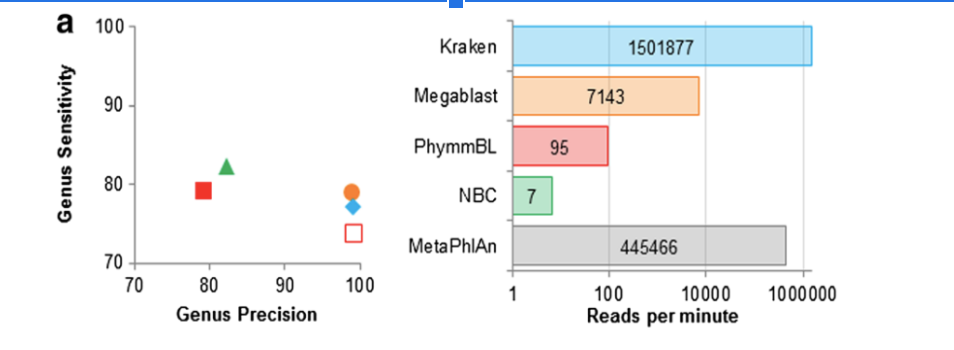 a
100
90
80
70
70 80 90 100
Genus Sensitivity
Genus Precision
Kraken 1501877
Megablast 7143
PhymmBL 95
NBC 7
MetaPhlAn 445466
1 100 10000 1000000
Reads per minute